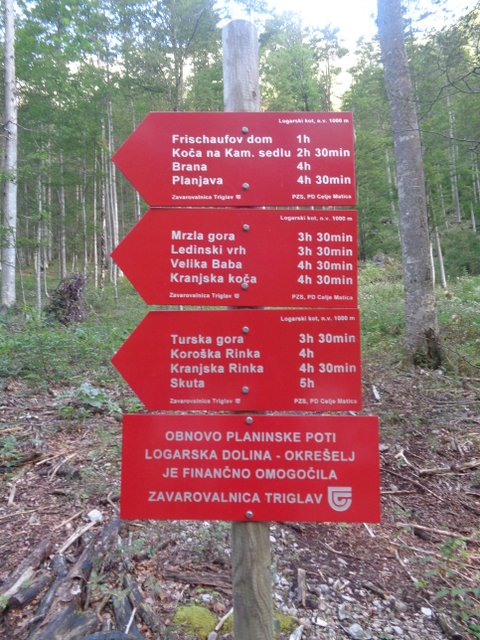 Logarski kot, n.v. 1000 m
Frischaufov dom 1h
Koča na Kam. sedlu 2h 30min
Brana 4h
Planjava 4h 30min
Zavarovalnica Triglav PZS, PD Celje Matica
Logarski kot, n.v. 1000 m
Mrzla gora 3h 30min
Ledinski vrh 3h 30min
Velika Baba 4h 30min
Kranjska koča 4h 30min
Zavarovalnica Triglav PZS, PD Celje Matica
Logarski kot, n.v. 1000 m
Turska gora 3h 30min
Koroška Rinka 4h
Kranjska Rinka 4h 30min
Skuta 5h
Zavarovalnica Triglav PZS, PD Celje Matica
OBNOVO PLANINSKE POTI
LOGARSKA DOLINA - OKREŠELJ
JE FINANČNO OMOGOČILA
ZAVAROVALNICA TRIGLAV